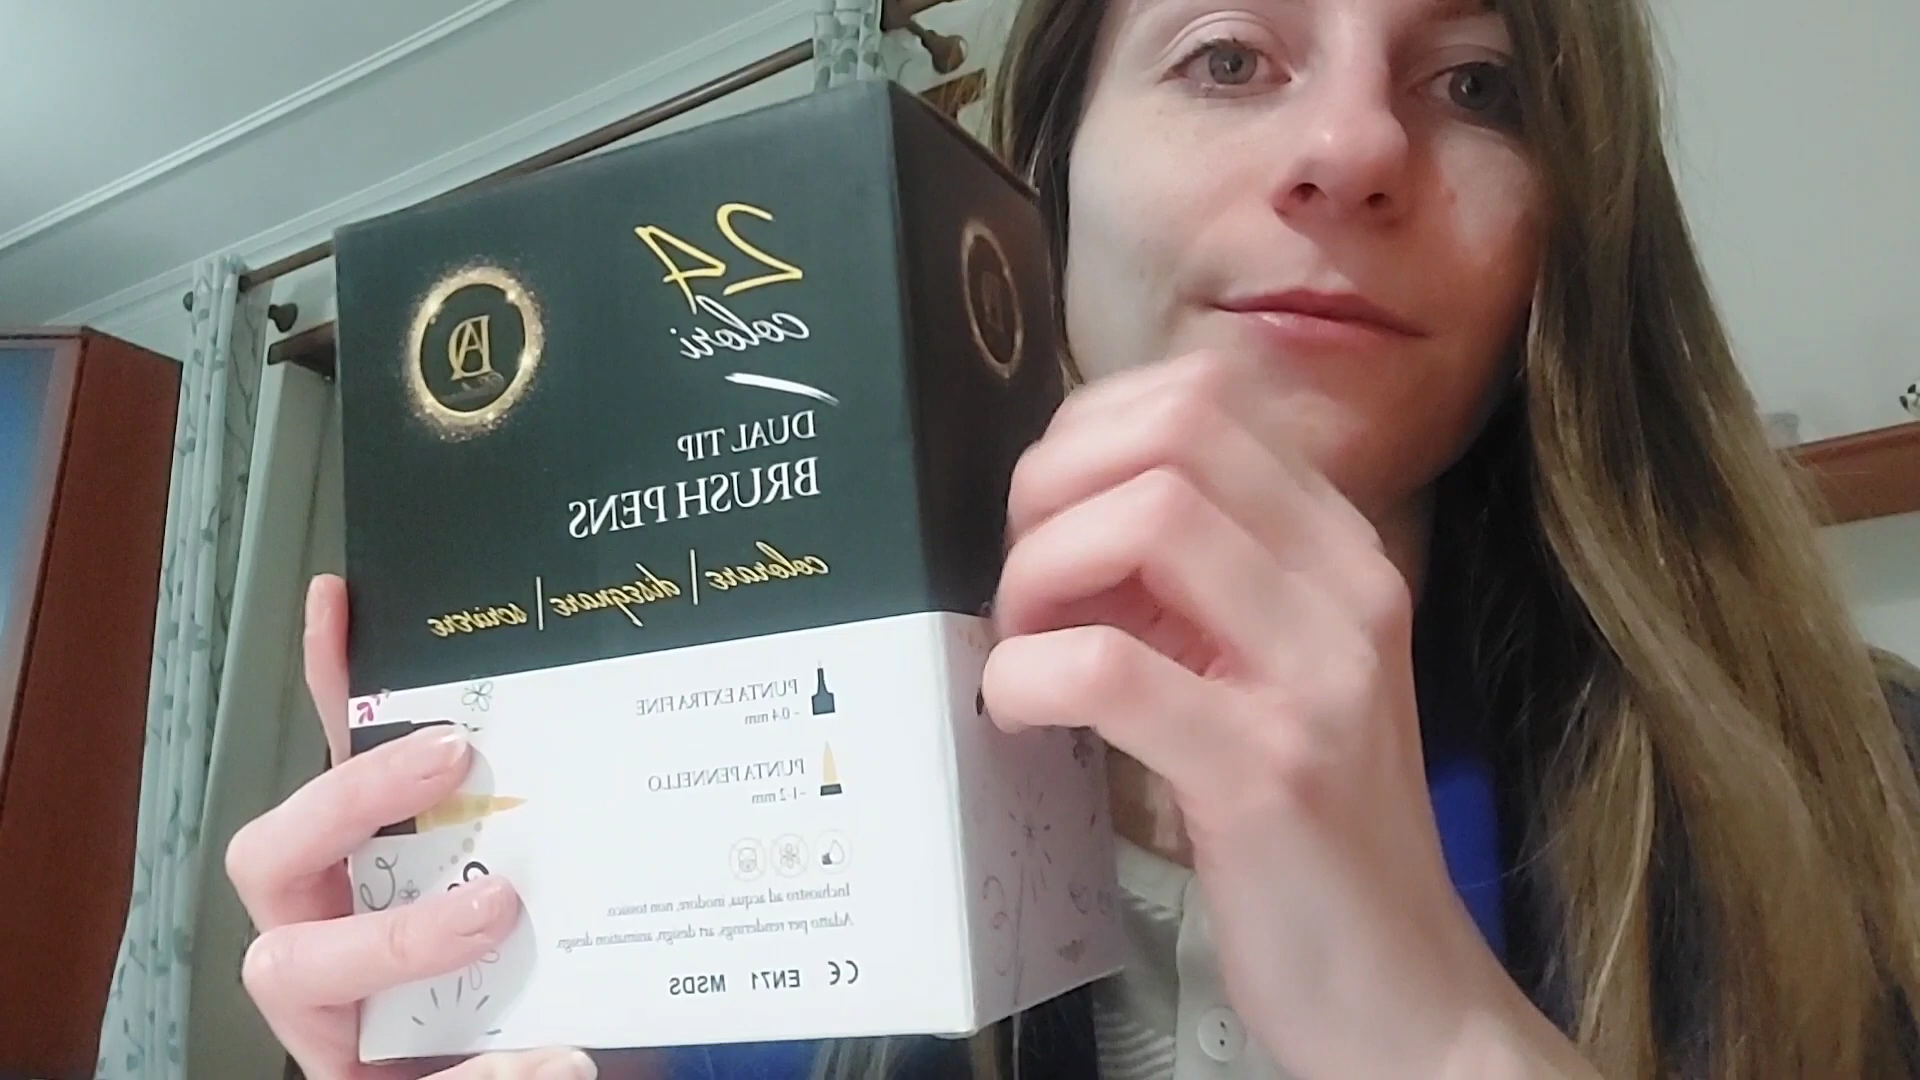 24
colori
DUAL TIP
BRUSH PENS
colorare | disegnare | scrivere
PUNTA EXTRA FINE
~ 0.4 mm
PUNTA PENNELLO
~1-2 mm
Inchiostro ad acqua, inodore, non tossico.
Adatto per renderings, art design, animation design.
CE EN71 MSDS